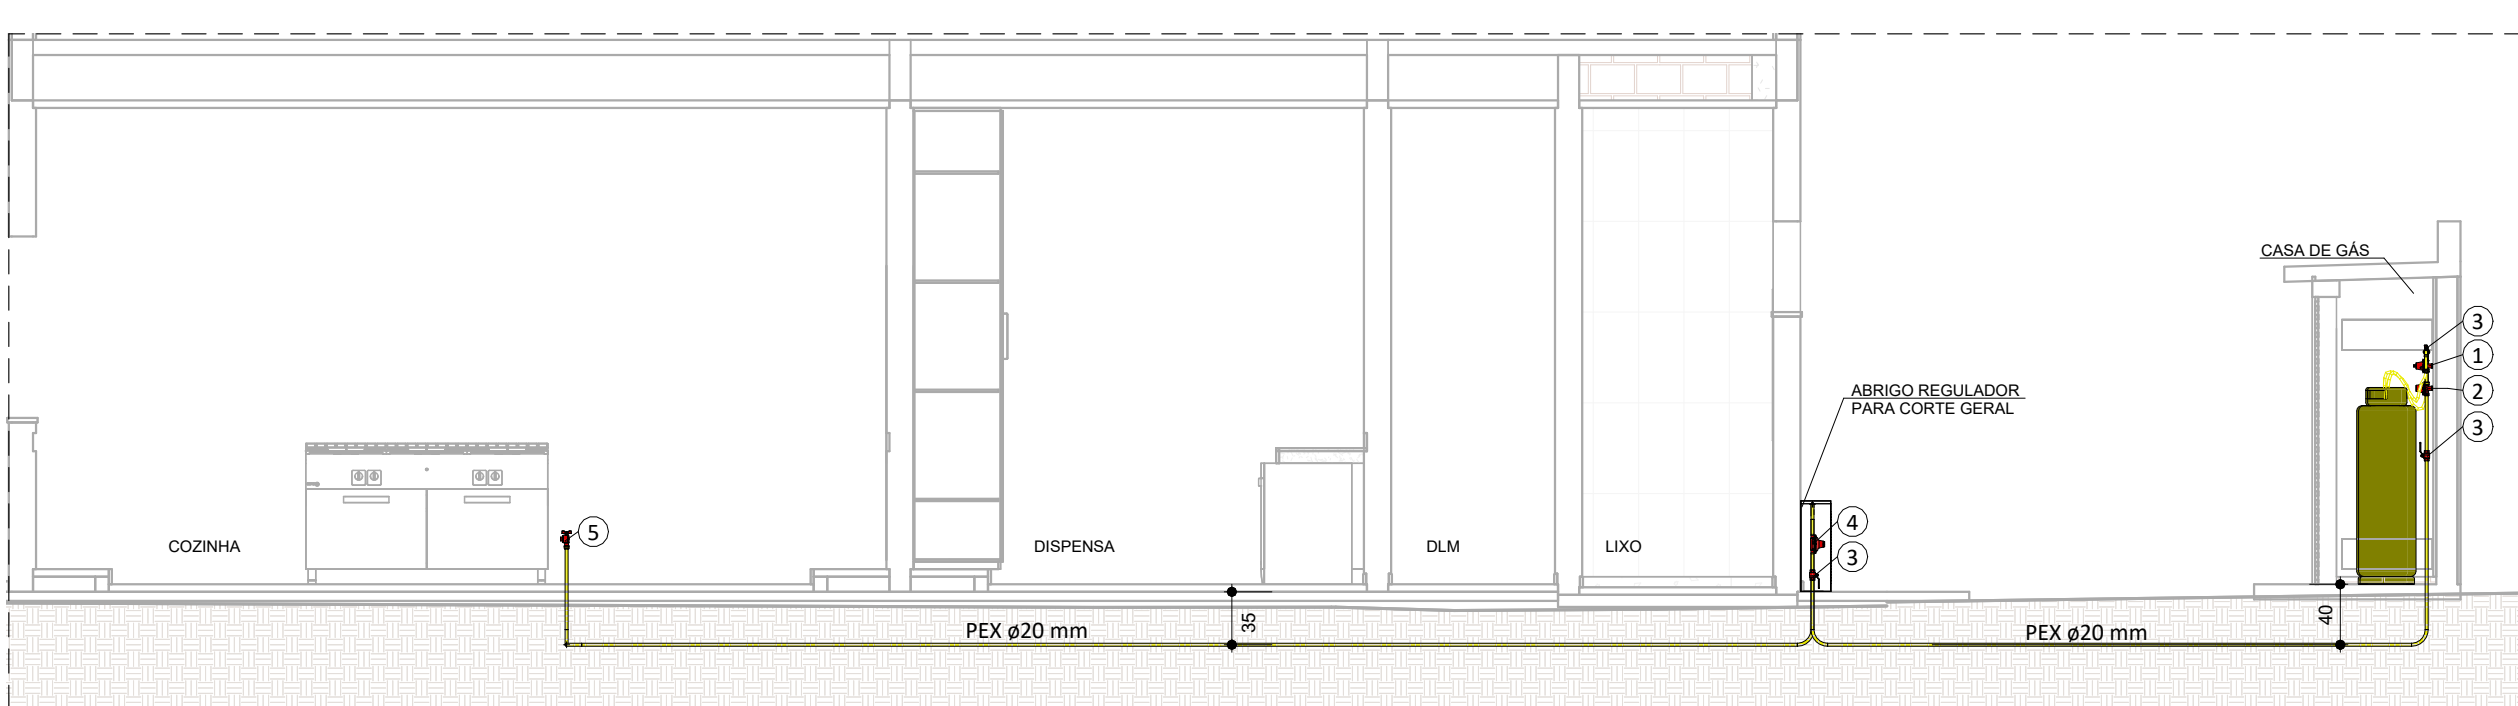 CASA DE GÁS
3
1
2
3
ABRIGO REGULADOR
PARA CORTE GERAL
4
3
5
COZINHA
DISPENSA
DLM
LIXO
PEX ø20 mm
35
PEX ø20 mm
40